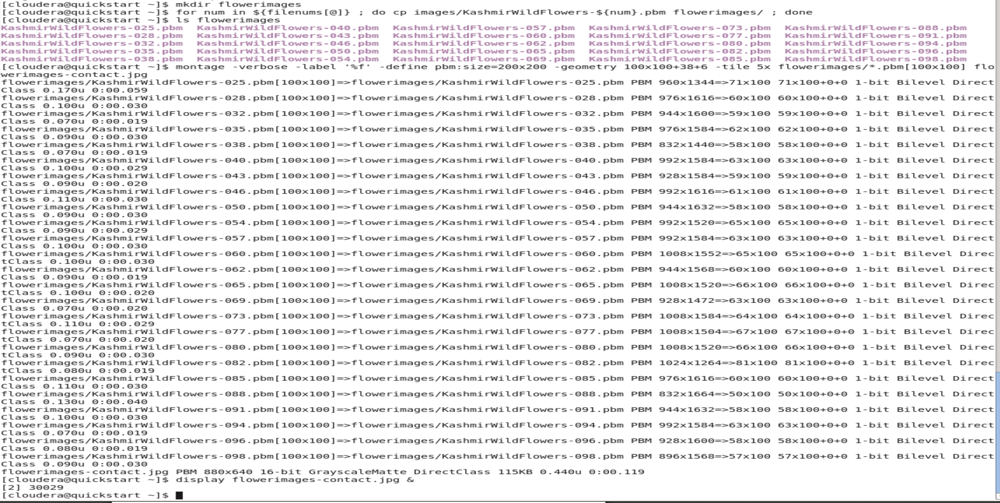 [cloudera@quickstart ~]$ mkdir flowerimages
[cloudera@quickstart ~]$ for num in ${filenums[@]} ; do cp images/KashmirWildFlowers-${num}.pbm flowerimages/ ; done
[cloudera@quickstart ~]$ ls flowerimages
KashmirWildFlowers-025.pbm  KashmirWildFlowers-040.pbm  KashmirWildFlowers-057.pbm  KashmirWildFlowers-073.pbm  KashmirWildFlowers-088.pbm
KashmirWildFlowers-028.pbm  KashmirWildFlowers-043.pbm  KashmirWildFlowers-060.pbm  KashmirWildFlowers-077.pbm  KashmirWildFlowers-091.pbm
KashmirWildFlowers-032.pbm  KashmirWildFlowers-046.pbm  KashmirWildFlowers-062.pbm  KashmirWildFlowers-080.pbm  KashmirWildFlowers-094.pbm
KashmirWildFlowers-035.pbm  KashmirWildFlowers-050.pbm  KashmirWildFlowers-065.pbm  KashmirWildFlowers-082.pbm  KashmirWildFlowers-096.pbm
KashmirWildFlowers-038.pbm  KashmirWildFlowers-054.pbm  KashmirWildFlowers-069.pbm  KashmirWildFlowers-085.pbm  KashmirWildFlowers-098.pbm
[cloudera@quickstart ~]$ montage -verbose -label '%f' -define pbm:size=200x200 -geometry 100x100+38+6 -tile 5x flowerimages/*.pbm[100x100] flo
werimages-contact.jpg
flowerimages/KashmirWildFlowers-025.pbm[100x100]=>flowerimages/KashmirWildFlowers-025.pbm PBM 960x1344=>71x100 71x100+0+0 1-bit Bilevel Direct
Class 0.170u 0:00.059
flowerimages/KashmirWildFlowers-028.pbm[100x100]=>flowerimages/KashmirWildFlowers-028.pbm PBM 976x1616=>60x100 60x100+0+0 1-bit Bilevel Direct
Class 0.100u 0:00.030
flowerimages/KashmirWildFlowers-032.pbm[100x100]=>flowerimages/KashmirWildFlowers-032.pbm PBM 944x1600=>59x100 59x100+0+0 1-bit Bilevel Direct
Class 0.070u 0:00.019
flowerimages/KashmirWildFlowers-035.pbm[100x100]=>flowerimages/KashmirWildFlowers-035.pbm PBM 976x1584=>62x100 62x100+0+0 1-bit Bilevel Direct
Class 0.090u 0:00.030
flowerimages/KashmirWildFlowers-038.pbm[100x100]=>flowerimages/KashmirWildFlowers-038.pbm PBM 832x1440=>58x100 58x100+0+0 1-bit Bilevel Direct
Class 0.070u 0:00.019
flowerimages/KashmirWildFlowers-040.pbm[100x100]=>flowerimages/KashmirWildFlowers-040.pbm PBM 992x1584=>63x100 63x100+0+0 1-bit Bilevel Direct
Class 0.100u 0:00.029
flowerimages/KashmirWildFlowers-043.pbm[100x100]=>flowerimages/KashmirWildFlowers-043.pbm PBM 928x1584=>59x100 59x100+0+0 1-bit Bilevel Direct
Class 0.090u 0:00.020
flowerimages/KashmirWildFlowers-046.pbm[100x100]=>flowerimages/KashmirWildFlowers-046.pbm PBM 992x1616=>61x100 61x100+0+0 1-bit Bilevel Direct
Class 0.110u 0:00.030
flowerimages/KashmirWildFlowers-050.pbm[100x100]=>flowerimages/KashmirWildFlowers-050.pbm PBM 944x1632=>58x100 58x100+0+0 1-bit Bilevel Direct
Class 0.090u 0:00.030
flowerimages/KashmirWildFlowers-054.pbm[100x100]=>flowerimages/KashmirWildFlowers-054.pbm PBM 992x1520=>65x100 65x100+0+0 1-bit Bilevel Direct
Class 0.090u 0:00.029
flowerimages/KashmirWildFlowers-057.pbm[100x100]=>flowerimages/KashmirWildFlowers-057.pbm PBM 992x1584=>63x100 63x100+0+0 1-bit Bilevel Direct
Class 0.100u 0:00.030
flowerimages/KashmirWildFlowers-060.pbm[100x100]=>flowerimages/KashmirWildFlowers-060.pbm PBM 1008x1552=>65x100 65x100+0+0 1-bit Bilevel Direc
tClass 0.100u 0:00.030
flowerimages/KashmirWildFlowers-062.pbm[100x100]=>flowerimages/KashmirWildFlowers-062.pbm PBM 944x1568=>60x100 60x100+0+0 1-bit Bilevel Direct
Class 0.090u 0:00.019
flowerimages/KashmirWildFlowers-065.pbm[100x100]=>flowerimages/KashmirWildFlowers-065.pbm PBM 1008x1520=>66x100 66x100+0+0 1-bit Bilevel Direc
tClass 0.100u 0:00.020
flowerimages/KashmirWildFlowers-069.pbm[100x100]=>flowerimages/KashmirWildFlowers-069.pbm PBM 928x1472=>63x100 63x100+0+0 1-bit Bilevel Direct
Class 0.070u 0:00.020
flowerimages/KashmirWildFlowers-073.pbm[100x100]=>flowerimages/KashmirWildFlowers-073.pbm PBM 1008x1584=>64x100 64x100+0+0 1-bit Bilevel Direc
tClass 0.110u 0:00.029
flowerimages/KashmirWildFlowers-077.pbm[100x100]=>flowerimages/KashmirWildFlowers-077.pbm PBM 1008x1504=>67x100 67x100+0+0 1-bit Bilevel Direc
tClass 0.070u 0:00.020
flowerimages/KashmirWildFlowers-080.pbm[100x100]=>flowerimages/KashmirWildFlowers-080.pbm PBM 1008x1520=>66x100 66x100+0+0 1-bit Bilevel Direc
tClass 0.090u 0:00.030
flowerimages/KashmirWildFlowers-082.pbm[100x100]=>flowerimages/KashmirWildFlowers-082.pbm PBM 1024x1264=>81x100 81x100+0+0 1-bit Bilevel Direc
tClass 0.080u 0:00.019
flowerimages/KashmirWildFlowers-085.pbm[100x100]=>flowerimages/KashmirWildFlowers-085.pbm PBM 976x1616=>60x100 60x100+0+0 1-bit Bilevel Direct
Class 0.110u 0:00.030
flowerimages/KashmirWildFlowers-088.pbm[100x100]=>flowerimages/KashmirWildFlowers-088.pbm PBM 832x1664=>50x100 50x100+0+0 1-bit Bilevel Direct
Class 0.130u 0:00.040
flowerimages/KashmirWildFlowers-091.pbm[100x100]=>flowerimages/KashmirWildFlowers-091.pbm PBM 944x1632=>58x100 58x100+0+0 1-bit Bilevel Direct
Class 0.100u 0:00.030
flowerimages/KashmirWildFlowers-094.pbm[100x100]=>flowerimages/KashmirWildFlowers-094.pbm PBM 992x1584=>63x100 63x100+0+0 1-bit Bilevel Direct
Class 0.070u 0:00.019
flowerimages/KashmirWildFlowers-096.pbm[100x100]=>flowerimages/KashmirWildFlowers-096.pbm PBM 928x1600=>58x100 58x100+0+0 1-bit Bilevel Direct
Class 0.080u 0:00.019
flowerimages/KashmirWildFlowers-098.pbm[100x100]=>flowerimages/KashmirWildFlowers-098.pbm PBM 896x1568=>57x100 57x100+0+0 1-bit Bilevel Direct
Class 0.090u 0:00.030
flowerimages-contact.jpg PBM 880x640 16-bit GrayscaleMatte DirectClass 115KB 0.440u 0:00.119
[cloudera@quickstart ~]$ display flowerimages-contact.jpg &
[2] 30029
[cloudera@quickstart ~]$